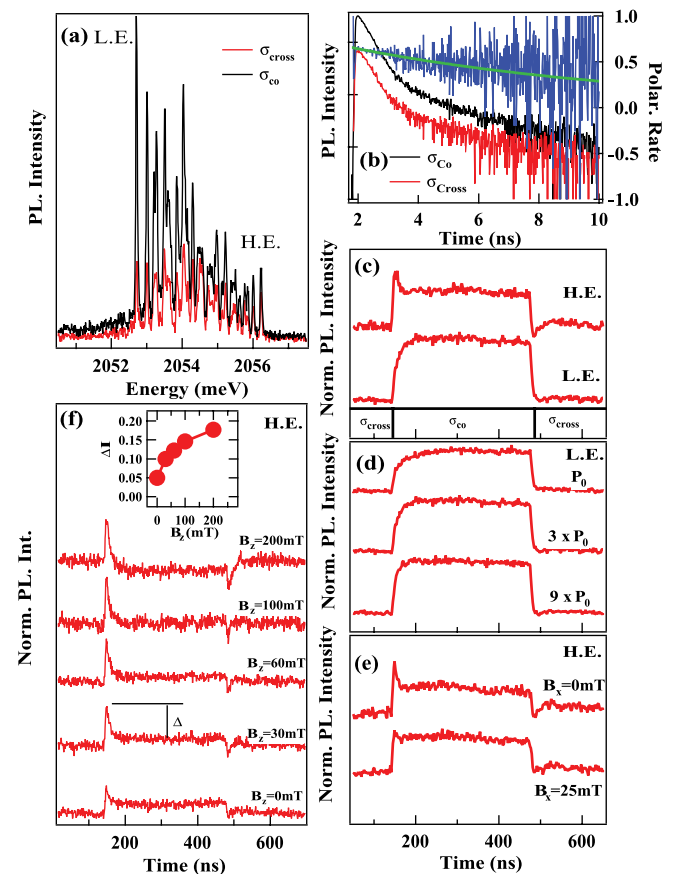 (a)
L.E.
σcross
σco
H.E.
PL. Intensity
2052
2054
2056
Energy (meV)
PL. Intensity
(b)
σCo
σCross
1.0
0.5
0.0
-0.5
-1.0
Polar. Rate
2
4
6
8
10
Time (ns)
(c)
H.E.
L.E.
Norm. PL. Intensity
σcross
σco
σcross
(d)
L.E.
P0
3 x P0
9 x P0
Norm. PL. Intensity
(e)
H.E.
Bx=0mT
Bx=25mT
Norm. PL. Intensity
200
400
600
Time (ns)
(f)
H.E.
ΔI
0.20
0.15
0.10
0.05
0.00
0
100
200
Bz(mT)
Bz=200mT
Bz=100mT
Bz=60mT
Δ
Bz=30mT
Bz=0mT
Norm. PL. Int.
200
400
600
Time (ns)